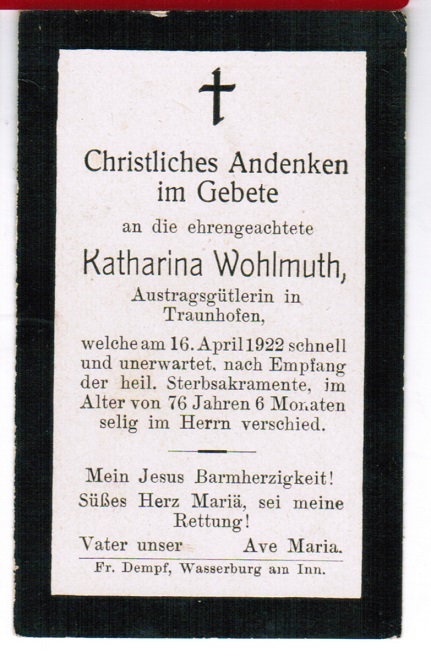 Christliches Andenken
im Gebete
an die ehrengeachtete
Katharina Wohlmuth,
Austragsgütlerin in
Traunhofen,
welche am 16. April 1922 schnell
und unerwartet, nach Empfang
der heil. Sterbsakramente, im
Alter von 76 Jahren 6 Monaten
selig im Herrn verschied.
Mein Jesus Barmherzigkeit!
Süßes Herz Mariä, sei meine
Rettung!
Vater unser Ave Maria.
Fr. Dempf, Wasserburg am Inn.